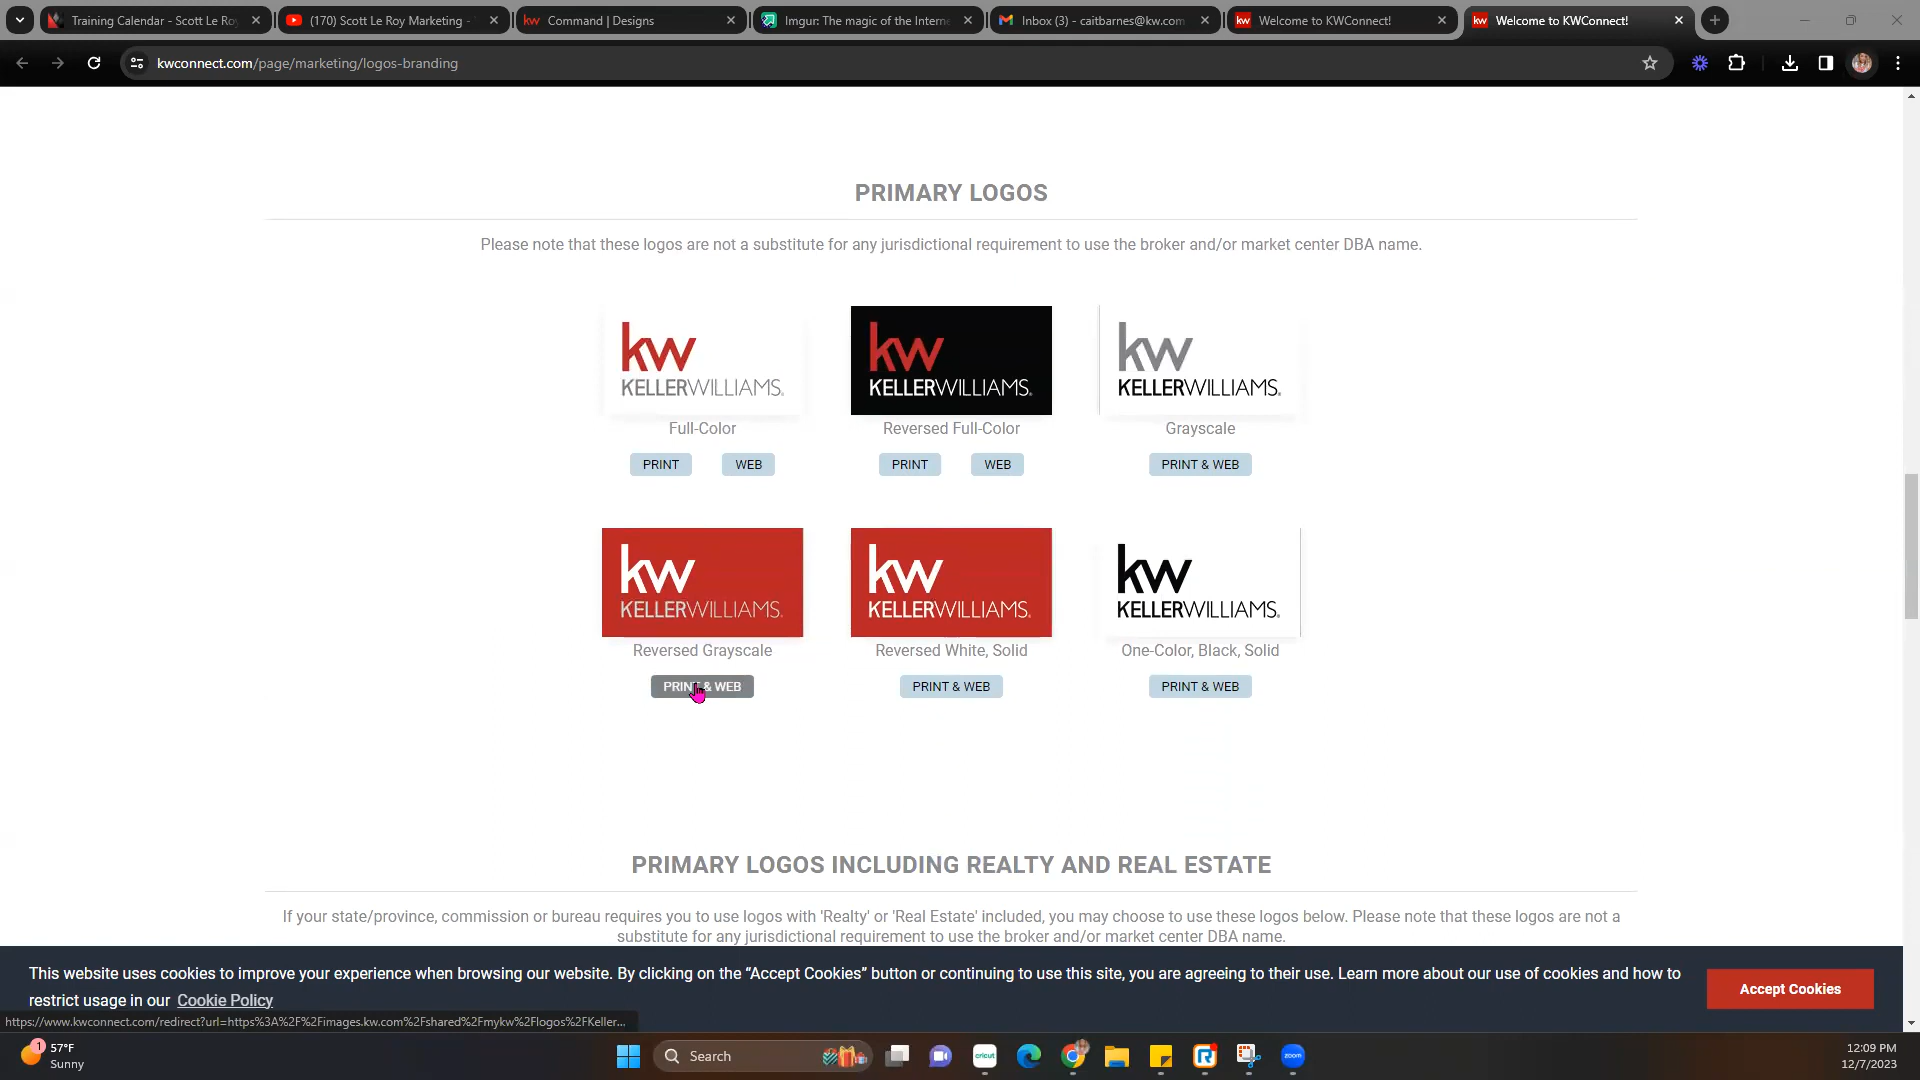 Training Calendar - Scott Le Ro
(170) Scott Le Roy Marketing -
kw Command | Designs
Imgur: The magic of the Interne
Inbox (3) - caitbarnes@kw.com
kw Welcome to KWConnect!
kw Welcome to KWConnect!
kwconnect.com/page/marketing/logos-branding
PRIMARY LOGOS
Please note that these logos are not a substitute for any jurisdictional requirement to use the broker and/or market center DBA name.
kw kw kw
KELLERWILLIAMS. KELLERWILLIAMS. KELLERWILLIAMS.
Full-Color Reversed Full-Color Grayscale
PRINT WEB PRINT WEB PRINT & WEB
kw kw kw
KELLERWILLIAMS. KELLERWILLIAMS. KELLERWILLIAMS.
Reversed Grayscale Reversed White, Solid One-Color, Black, Solid
PRINT & WEB PRINT & WEB PRINT & WEB
PRIMARY LOGOS INCLUDING REALTY AND REAL ESTATE
If your state/province, commission or bureau requires you to use logos with 'Realty' or 'Real Estate' included, you may choose to use these logos below. Please note that these logos are not a
substitute for any jurisdictional requirement to use the broker and/or market center DBA name.
This website uses cookies to improve your experience when browsing our website. By clicking on the “Accept Cookies” button or continuing to use this site, you are agreeing to their use. Learn more about our use of cookies and how to
restrict usage in our Cookie Policy
Accept Cookies
https://www.kwconnect.com/redirect?url=https%3A%2F%2Fimages.kw.com%2Fshared%2Fmykw%2Flogos%2FKeller...
1
57°F
Sunny
Search
cricut
zoom
12:09 PM
12/7/2023